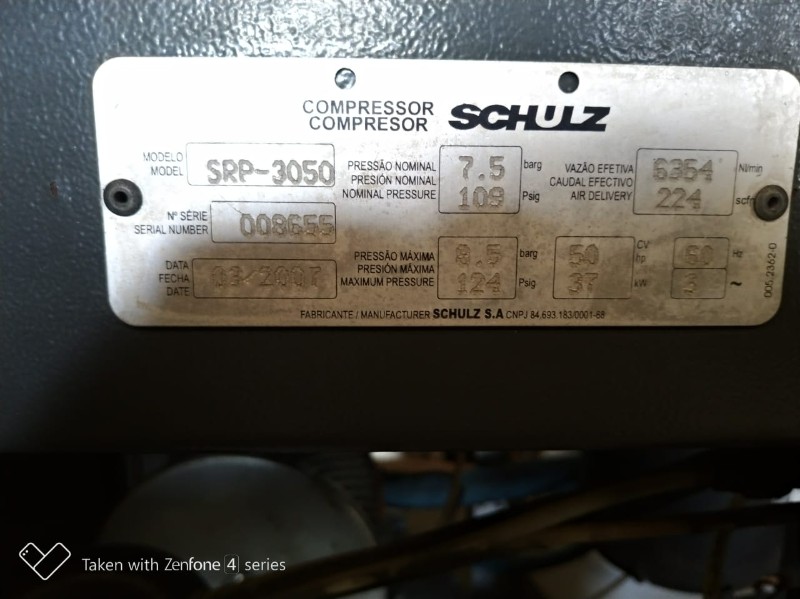 COMPRESSOR
COMPRESOR
SCHULZ
MODELO
MODEL
SRP-3050
Nº SÉRIE
SERIAL NUMBER
008655
DATA
FECHA
DATE
03/2007
PRESSÃO NOMINAL
PRESIÓN NOMINAL
NOMINAL PRESSURE
7.5 barg
109 Psig
VAZÃO EFETIVA
CAUDAL EFECTIVO
AIR DELIVERY
6354 Nl/min
224 scfm
PRESSÃO MÁXIMA
PRESIÓN MÁXIMA
MAXIMUM PRESSURE
8.5 barg
124 Psig
50 CV
hp
37 kW
60 Hz
3 ~
005.2362-0
FABRICANTE / MANUFACTURER SCHULZ S.A CNPJ 84.693.183/0001-68
Taken with Zenfone 4 series